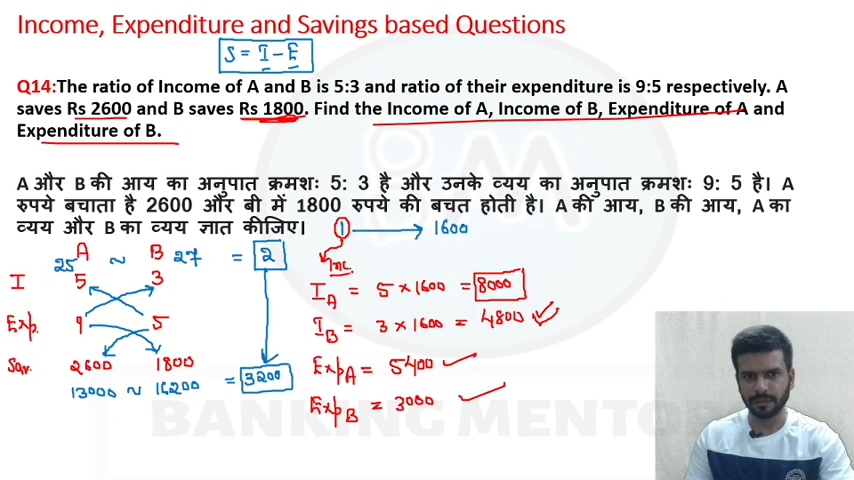 Income, Expenditure and Savings based Questions
S = I - E
Q14:The ratio of Income of A and B is 5:3 and ratio of their expenditure is 9:5 respectively. A
saves Rs 2600 and B saves Rs 1800. Find the Income of A, Income of B, Expenditure of A and
Expenditure of B.
A और B की आय का अनुपात क्रमशः 5: 3 है और उनके व्यय का अनुपात क्रमशः 9: 5 है। A
रुपये बचाता है 2600 और बी में 1800 रुपये की बचत होती है। A की आय, B की आय, A का
व्यय और B का व्यय ज्ञात कीजिए।
1 → 1600
A B
25 ~ 27 = 2
Inc.
I 5 3
I_A = 5 × 1600 = 8000
Exp. 9 5
I_B = 3 × 1600 = 4800
Sav. 2600 1800
Exp_A = 5400
13000 ~ 16200 = 3200
Exp_B = 3000
BANKING MENTOR